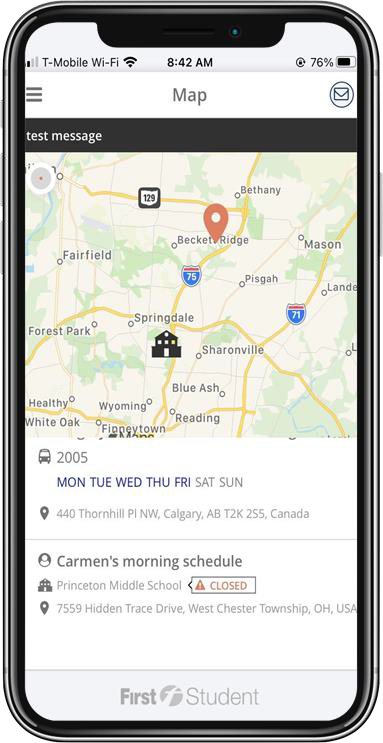 T-Mobile Wi-Fi 8:42 AM 76%
Map
test message
129
Bethany
Beckett Ridge
Mason
Fairfield
75
Pisgah
71
Springdale
Forest Park
Sharonville
Blue Ash
Healthy
Wyoming
Reading
White Oak
Finneytown
Maps
2005
MON TUE WED THU FRI SAT SUN
440 Thornhill Pl NW, Calgary, AB T2K 2S5, Canada
Carmen's morning schedule
Princeton Middle School CLOSED
7559 Hidden Trace Drive, West Chester Township, OH, USA
First Student